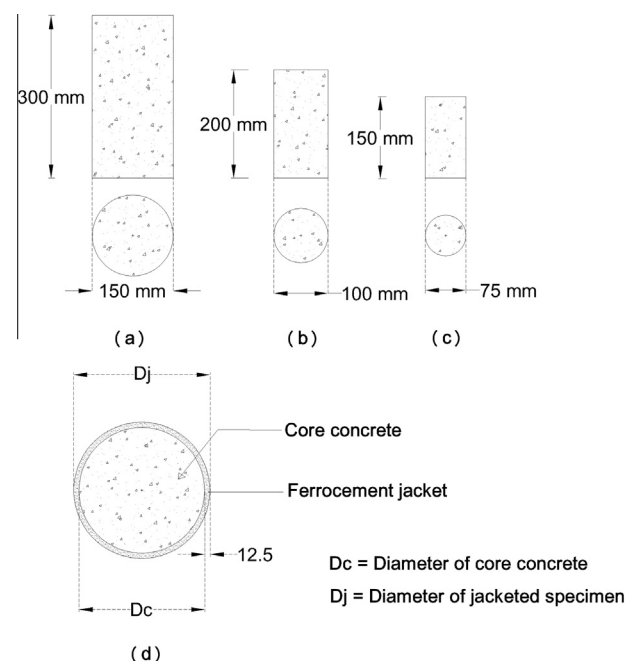 300 mm
200 mm
150 mm
150 mm
100 mm
75 mm
(a)
(b)
(c)
Dj
Core concrete
Ferrocement jacket
12.5
Dc = Diameter of core concrete
Dj = Diameter of jacketed specimen
Dc
(d)